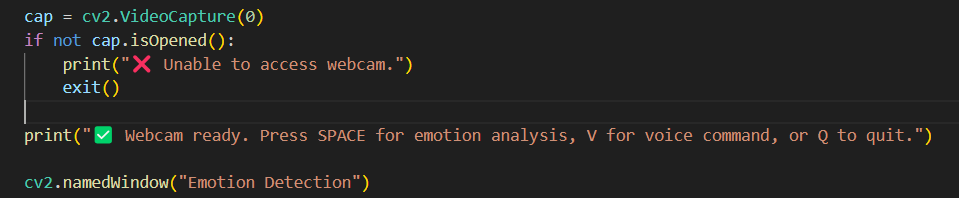 cap = cv2.VideoCapture(0)
if not cap.isOpened():
    print("❌ Unable to access webcam.")
    exit()
print("✅ Webcam ready. Press SPACE for emotion analysis, V for voice command, or Q to quit.")
cv2.namedWindow("Emotion Detection")